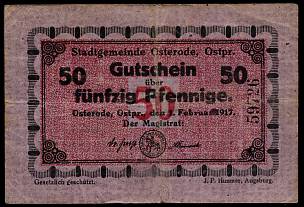 Stadtgemeinde Osterode, Ostpr.
50 Gutschein 50.
über
fünfzig Pfennige.
50
Osterode, Ostpr., den 1. Februar 1917.
Der Magistrat:
Gesetzlich geschützt.
J. P. Himmer, Augsburg.